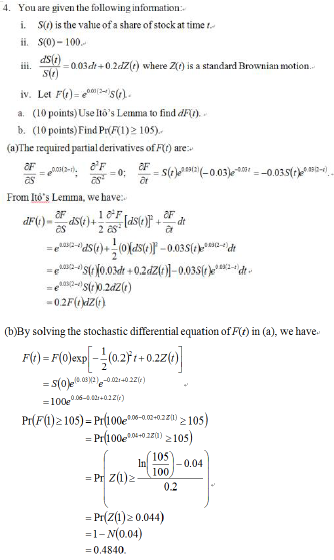 4. You are given the following information:
i. S(t) is the value of a share of stock at time t.
ii. S(0) = 100.
iii. dS(t)/S(t) = 0.03dt + 0.2dZ(t) where Z(t) is a standard Brownian motion.
iv. Let F(t) = e^{0.03(2−t)}S(t).
a. (10 points) Use Itô's Lemma to find dF(t).
b. (10 points) Find Pr(F(1) ≥ 105).
(a)The required partial derivatives of F(t) are:
∂F/∂S = e^{0.03(2−t)}; ∂²F/∂S² = 0; ∂F/∂t = S(t)e^{0.03(2)}(−0.03)e^{−0.03t} = −0.03S(t)e^{0.03(2−t)}.
From Itô's Lemma, we have:
dF(t) = ∂F/∂S dS(t) + 1/2 ∂²F/∂S² [dS(t)]² + ∂F/∂t dt
= e^{0.03(2−t)}dS(t) + 1/2 (0)[dS(t)]² − 0.03S(t)e^{0.03(2−t)}dt
= e^{0.03(2−t)}S(t)[0.03dt + 0.2dZ(t)] − 0.03S(t)e^{0.03(2−t)}dt
= e^{0.03(2−t)}S(t)0.2dZ(t)
= 0.2F(t)dZ(t).
(b)By solving the stochastic differential equation of F(t) in (a), we have
F(t) = F(0)exp[−1/2 (0.2)²t + 0.2Z(t)]
= S(0)e^{(0.03)(2)}e^{−0.02t+0.2Z(t)}
= 100e^{0.06−0.02t+0.2Z(t)}
Pr(F(1) ≥ 105) = Pr(100e^{0.06−0.02+0.2Z(1)} ≥ 105)
= Pr(100e^{0.04+0.2Z(1)} ≥ 105)
= Pr(Z(1) ≥ (ln(105/100) − 0.04)/0.2)
= Pr(Z(1) ≥ 0.044)
= 1 − N(0.04)
= 0.4840.